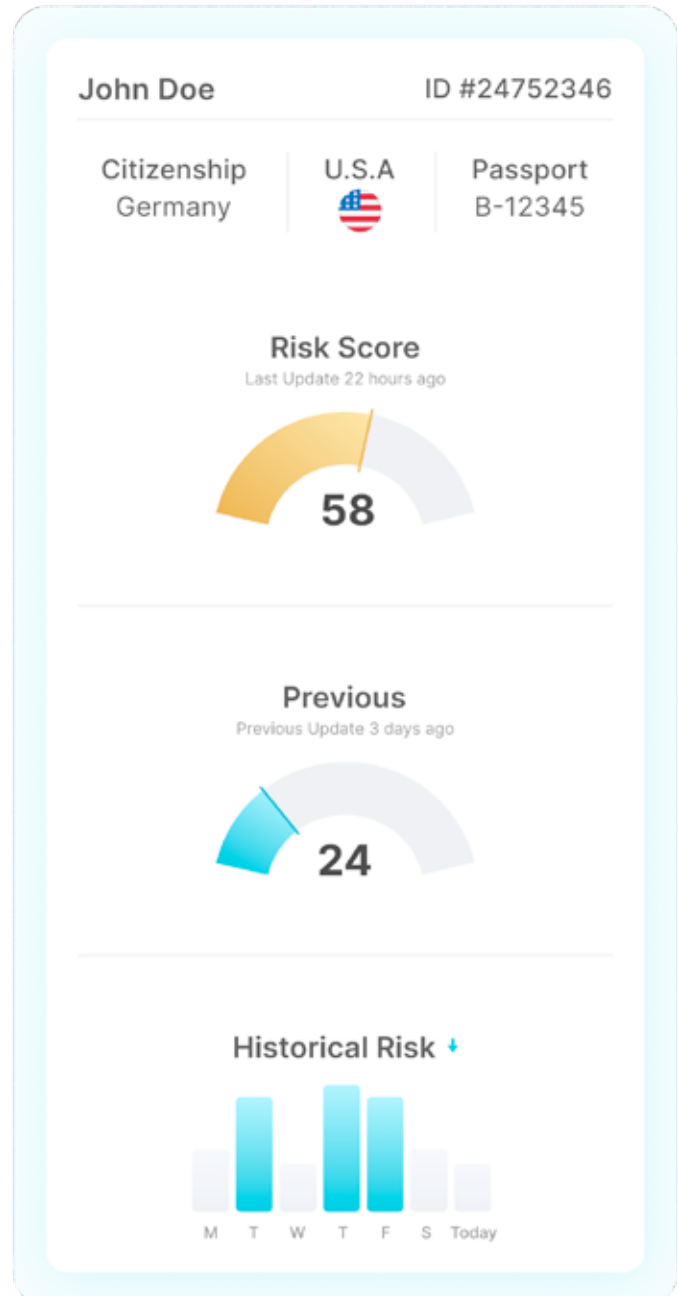 John Doe ID #24752346
Citizenship U.S.A Passport
Germany B-12345
Risk Score
Last Update 22 hours ago
58
Previous
Previous Update 3 days ago
24
Historical Risk
M T W T F S Today